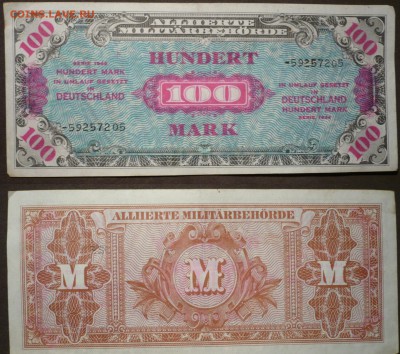 COINS.LAVE.RU
100 ALLIIERTE 100
MILITÄRBEHÖRDE
HUNDERT
SERIE 1944
HUNDERT MARK
IN UMLAUF GESETZT
IN
DEUTSCHLAND
-59257205
100
-59257205
IN UMLAUF GESETZT
IN
DEUTSCHLAND
HUNDERT MARK
SERIE 1944
100 MARK 100
ALLIIERTE MILITÄRBEHÖRDE
M M M